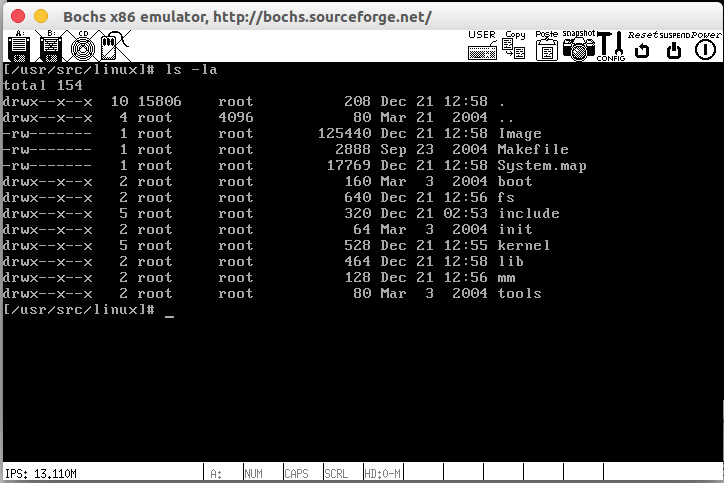 Bochs x86 emulator, http://bochs.sourceforge.net/
A: B: CD USER Copy Paste snapshot CONFIG Reset SUSPEND Power
[/usr/src/linux]# ls -la
total 154
drwx--x--x  10 15806    root          208 Dec 21 12:58 .
drwx--x--x   4 root     4096           80 Mar 21  2004 ..
-rw-------   1 root     root       125440 Dec 21 12:58 Image
-rw-------   1 root     root         2888 Sep 23  2004 Makefile
-rw-------   1 root     root        17769 Dec 21 12:58 System.map
drwx--x--x   2 root     root          160 Mar  3  2004 boot
drwx--x--x   2 root     root          640 Dec 21 12:56 fs
drwx--x--x   5 root     root          320 Dec 21 02:53 include
drwx--x--x   2 root     root           64 Mar  3  2004 init
drwx--x--x   5 root     root          528 Dec 21 12:55 kernel
drwx--x--x   2 root     root          464 Dec 21 12:58 lib
drwx--x--x   2 root     root          128 Dec 21 12:56 mm
drwx--x--x   2 root     root           80 Mar  3  2004 tools
[/usr/src/linux]# _
IPS: 13.110M A: NUM CAPS SCRL HD:0-M